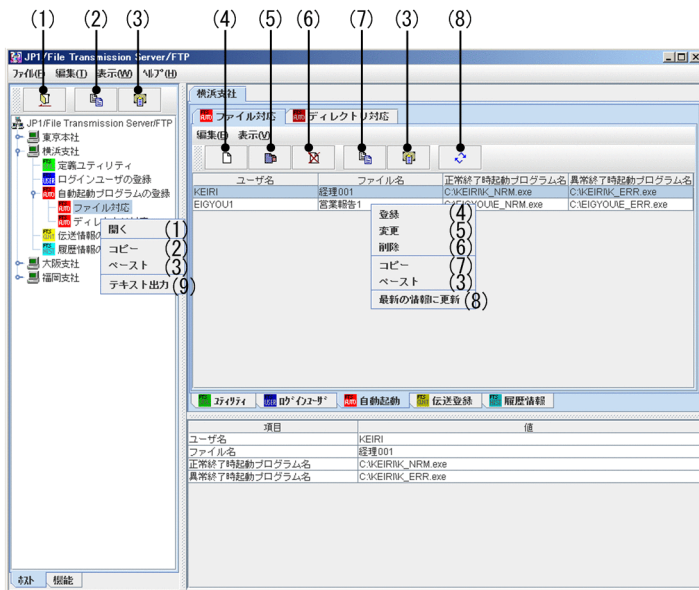 (1) (2) (3) (4) (5) (6) (7) (3) (8)
JP1/File Transmission Server/FTP
ファイル(F) 編集(T) 表示(W) ヘルプ(H)
JP1/File Transmission Server/FTP
東京本社
横浜支社
定義ユティリティ
ログインユーザの登録
自動起動プログラムの登録
ファイル対応
ディレクトリ対応
伝送情報の
履歴情報の
大阪支社
福岡支社
開く (1)
コピー (2)
ペースト (3)
テキスト出力 (9)
ホスト 機能
横浜支社
ファイル対応 ディレクトリ対応
編集(E) 表示(V)
ユーザ名 ファイル名 正常終了時起動プログラム名 異常終了時起動プログラム名
KEIRI 経理001 C:\KEIRI\K_NRM.exe C:\KEIRI\K_ERR.exe
EIGYOU1 営業報告1 C:\EIGYOU\E_NRM.exe C:\EIGYOU\E_ERR.exe
登録 (4)
変更 (5)
削除 (6)
コピー (7)
ペースト (3)
最新の情報に更新 (8)
ユティリティ ログインユーザ 自動起動 伝送登録 履歴情報
項目 値
ユーザ名 KEIRI
ファイル名 経理001
正常終了時起動プログラム名 C:\KEIRI\K_NRM.exe
異常終了時起動プログラム名 C:\KEIRI\K_ERR.exe